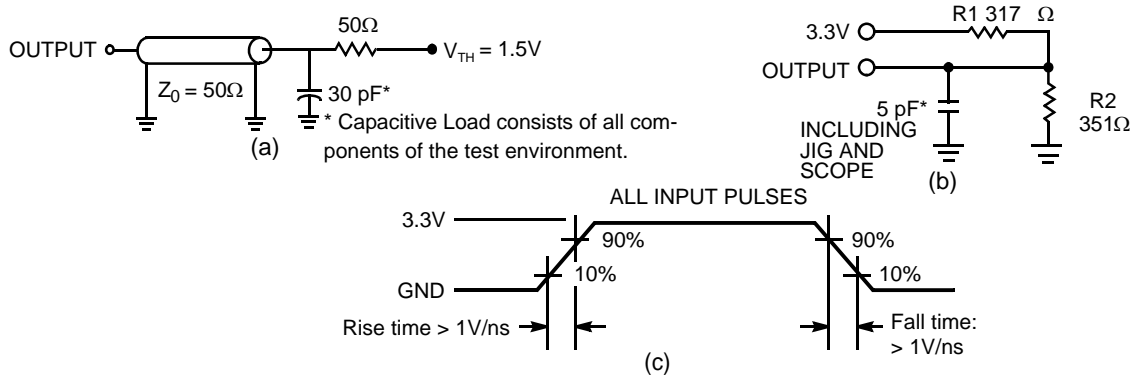 50Ω
OUTPUT
V_TH = 1.5V
Z_0 = 50Ω
30 pF*
* Capacitive Load consists of all com-
ponents of the test environment.
(a)
R1 317 Ω
3.3V
OUTPUT
5 pF*
INCLUDING
JIG AND
SCOPE
R2
351Ω
(b)
ALL INPUT PULSES
3.3V
90%
90%
10%
10%
GND
Rise time > 1V/ns
Fall time:
> 1V/ns
(c)